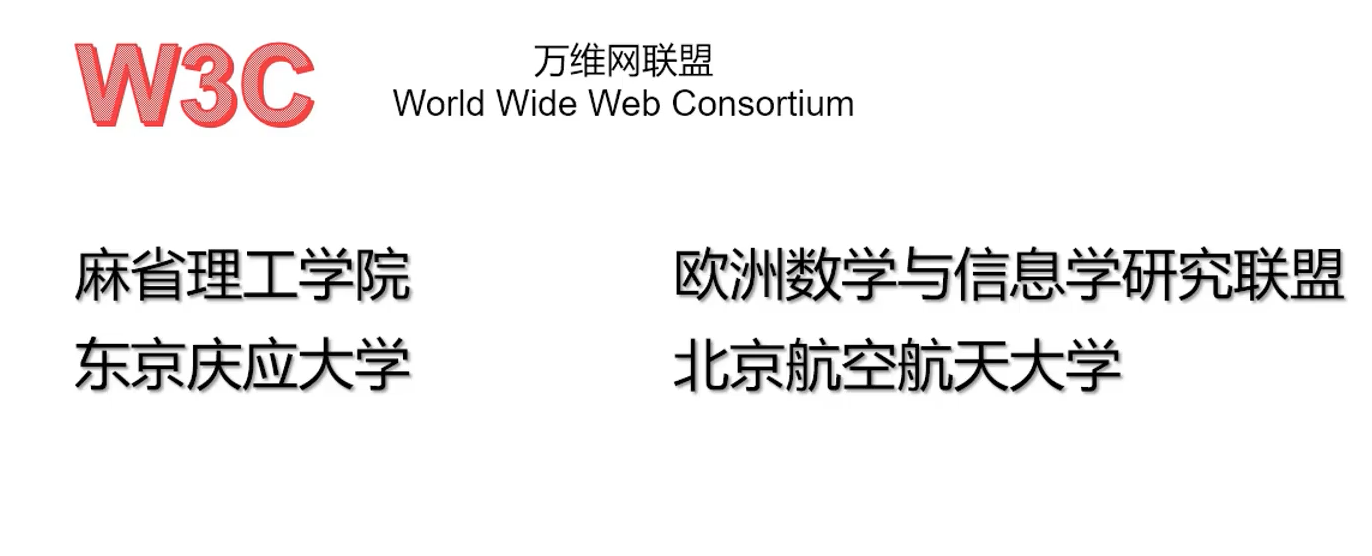 W3C
万维网联盟
World Wide Web Consortium
麻省理工学院
欧洲数学与信息学研究联盟
东京庆应大学
北京航空航天大学